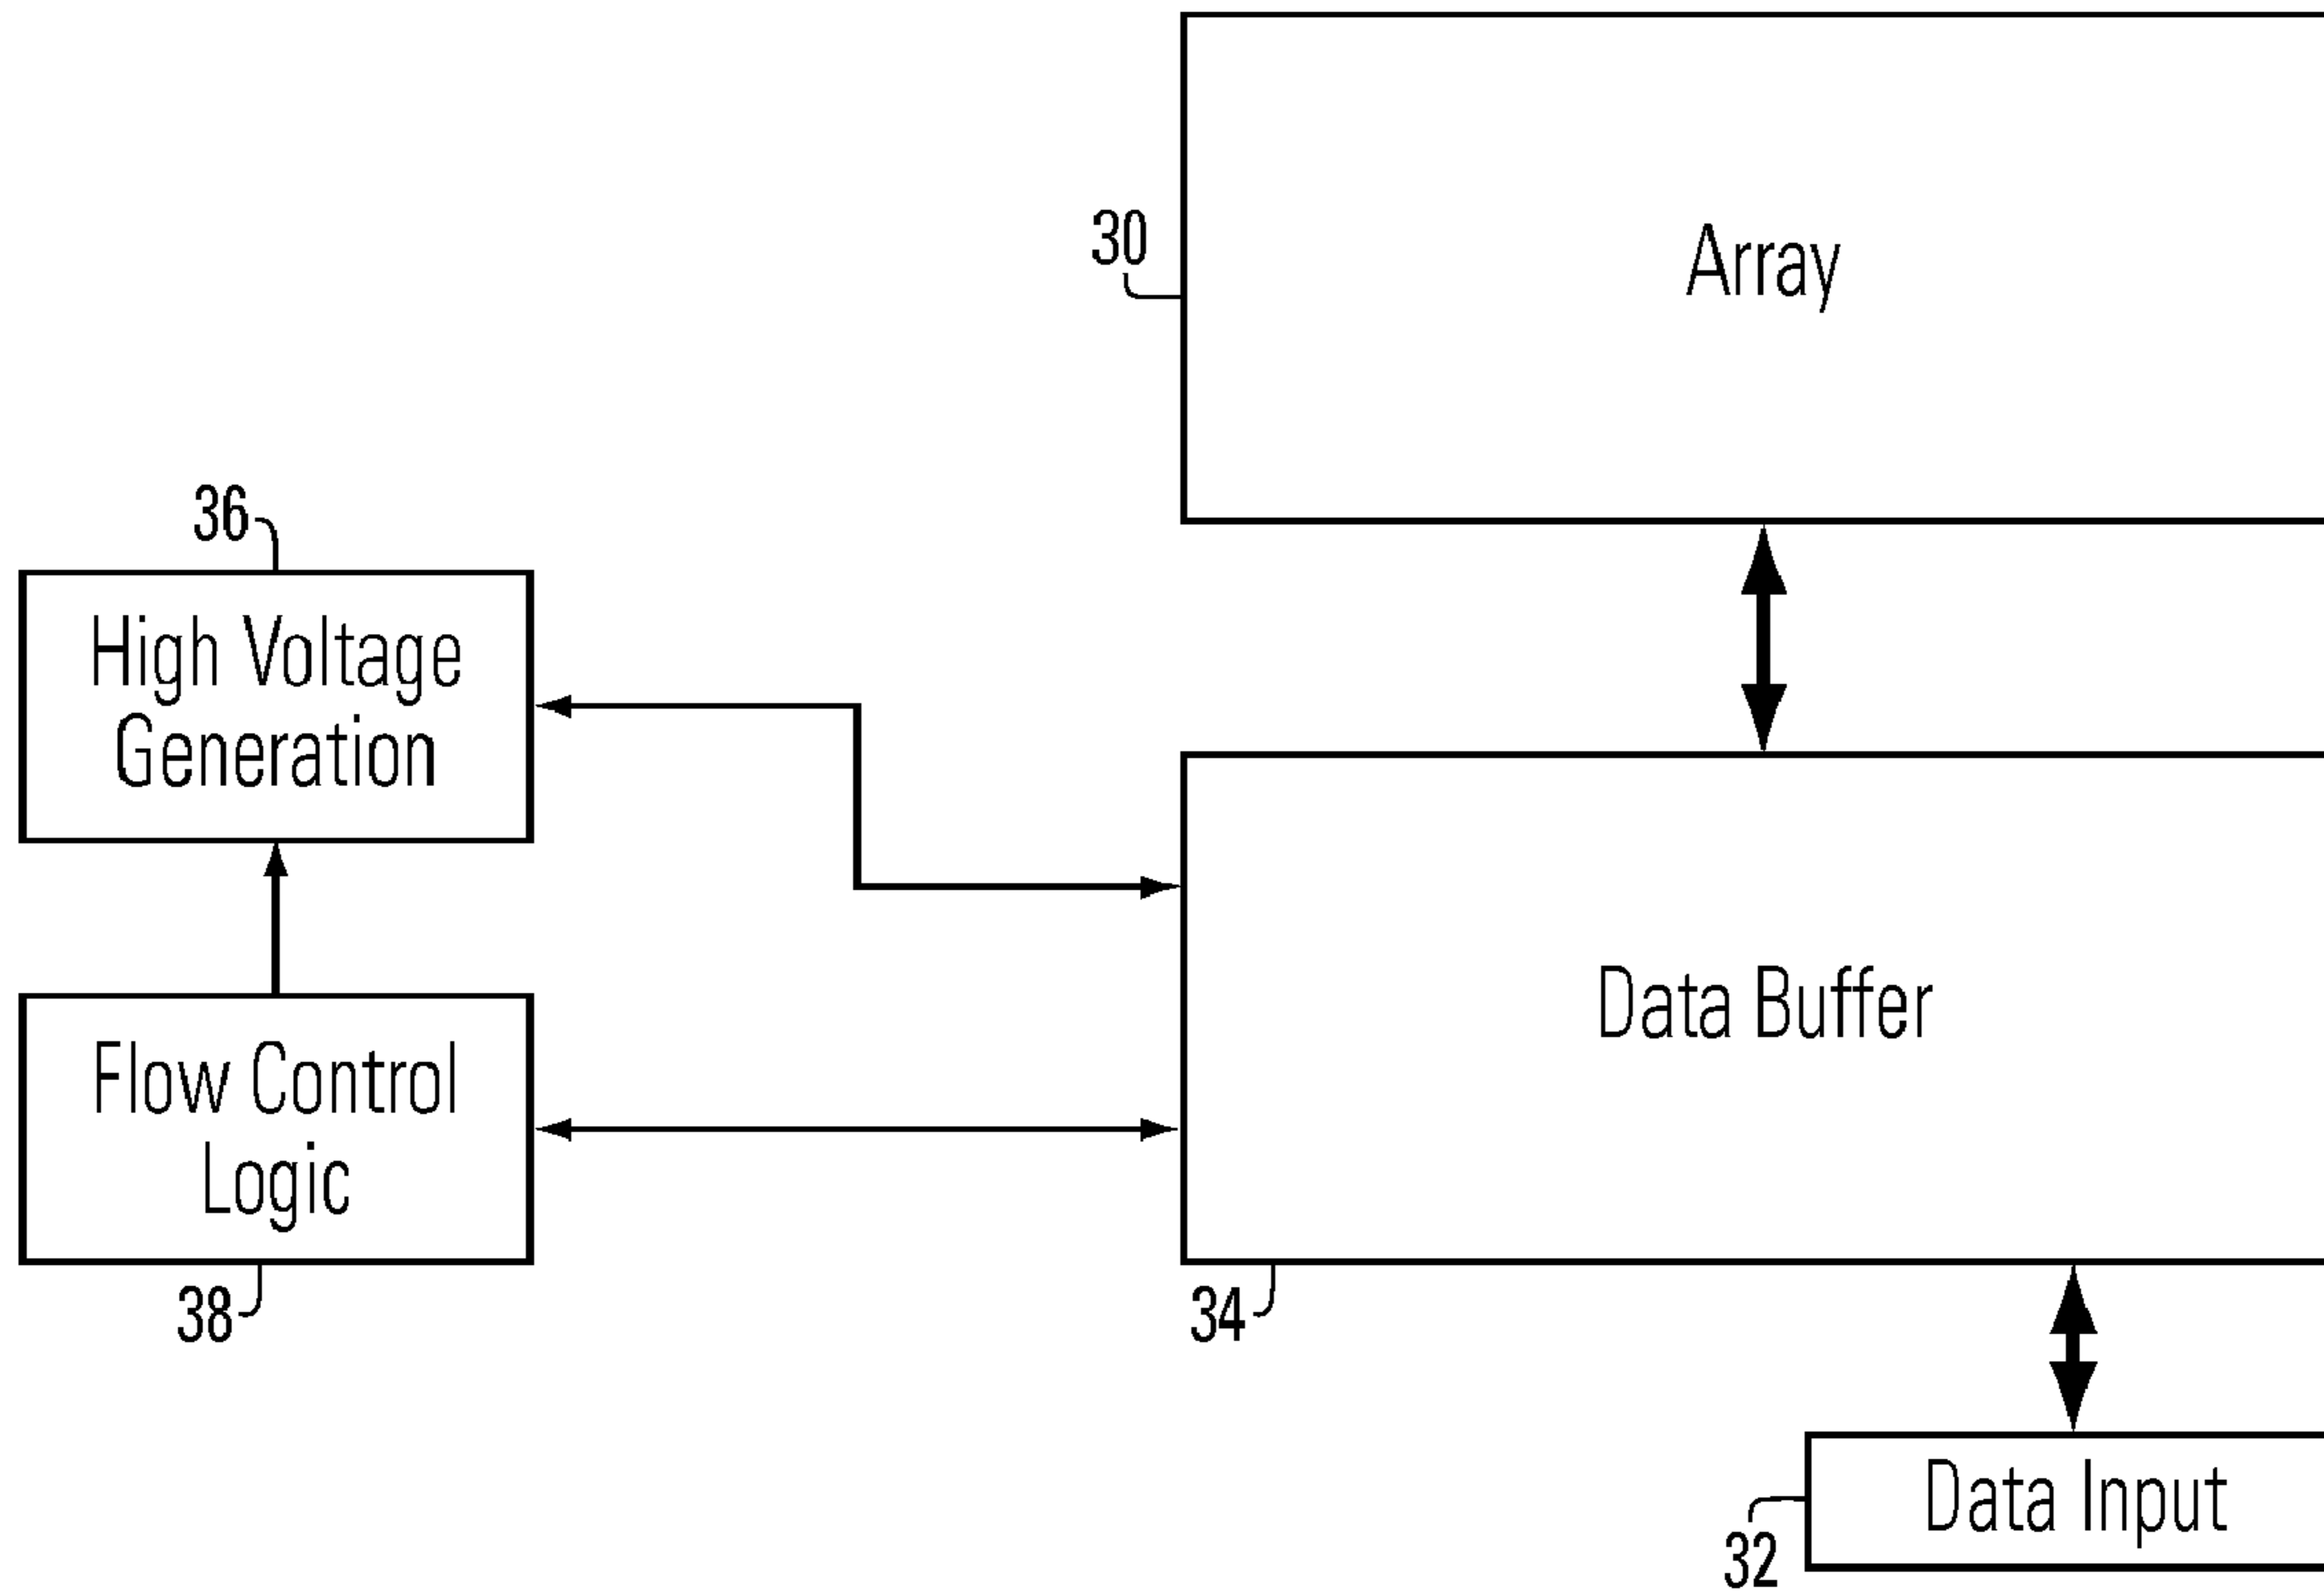 30
Array
36
High Voltage
Generation
Flow Control
Logic
38
Data Buffer
34
Data Input
32